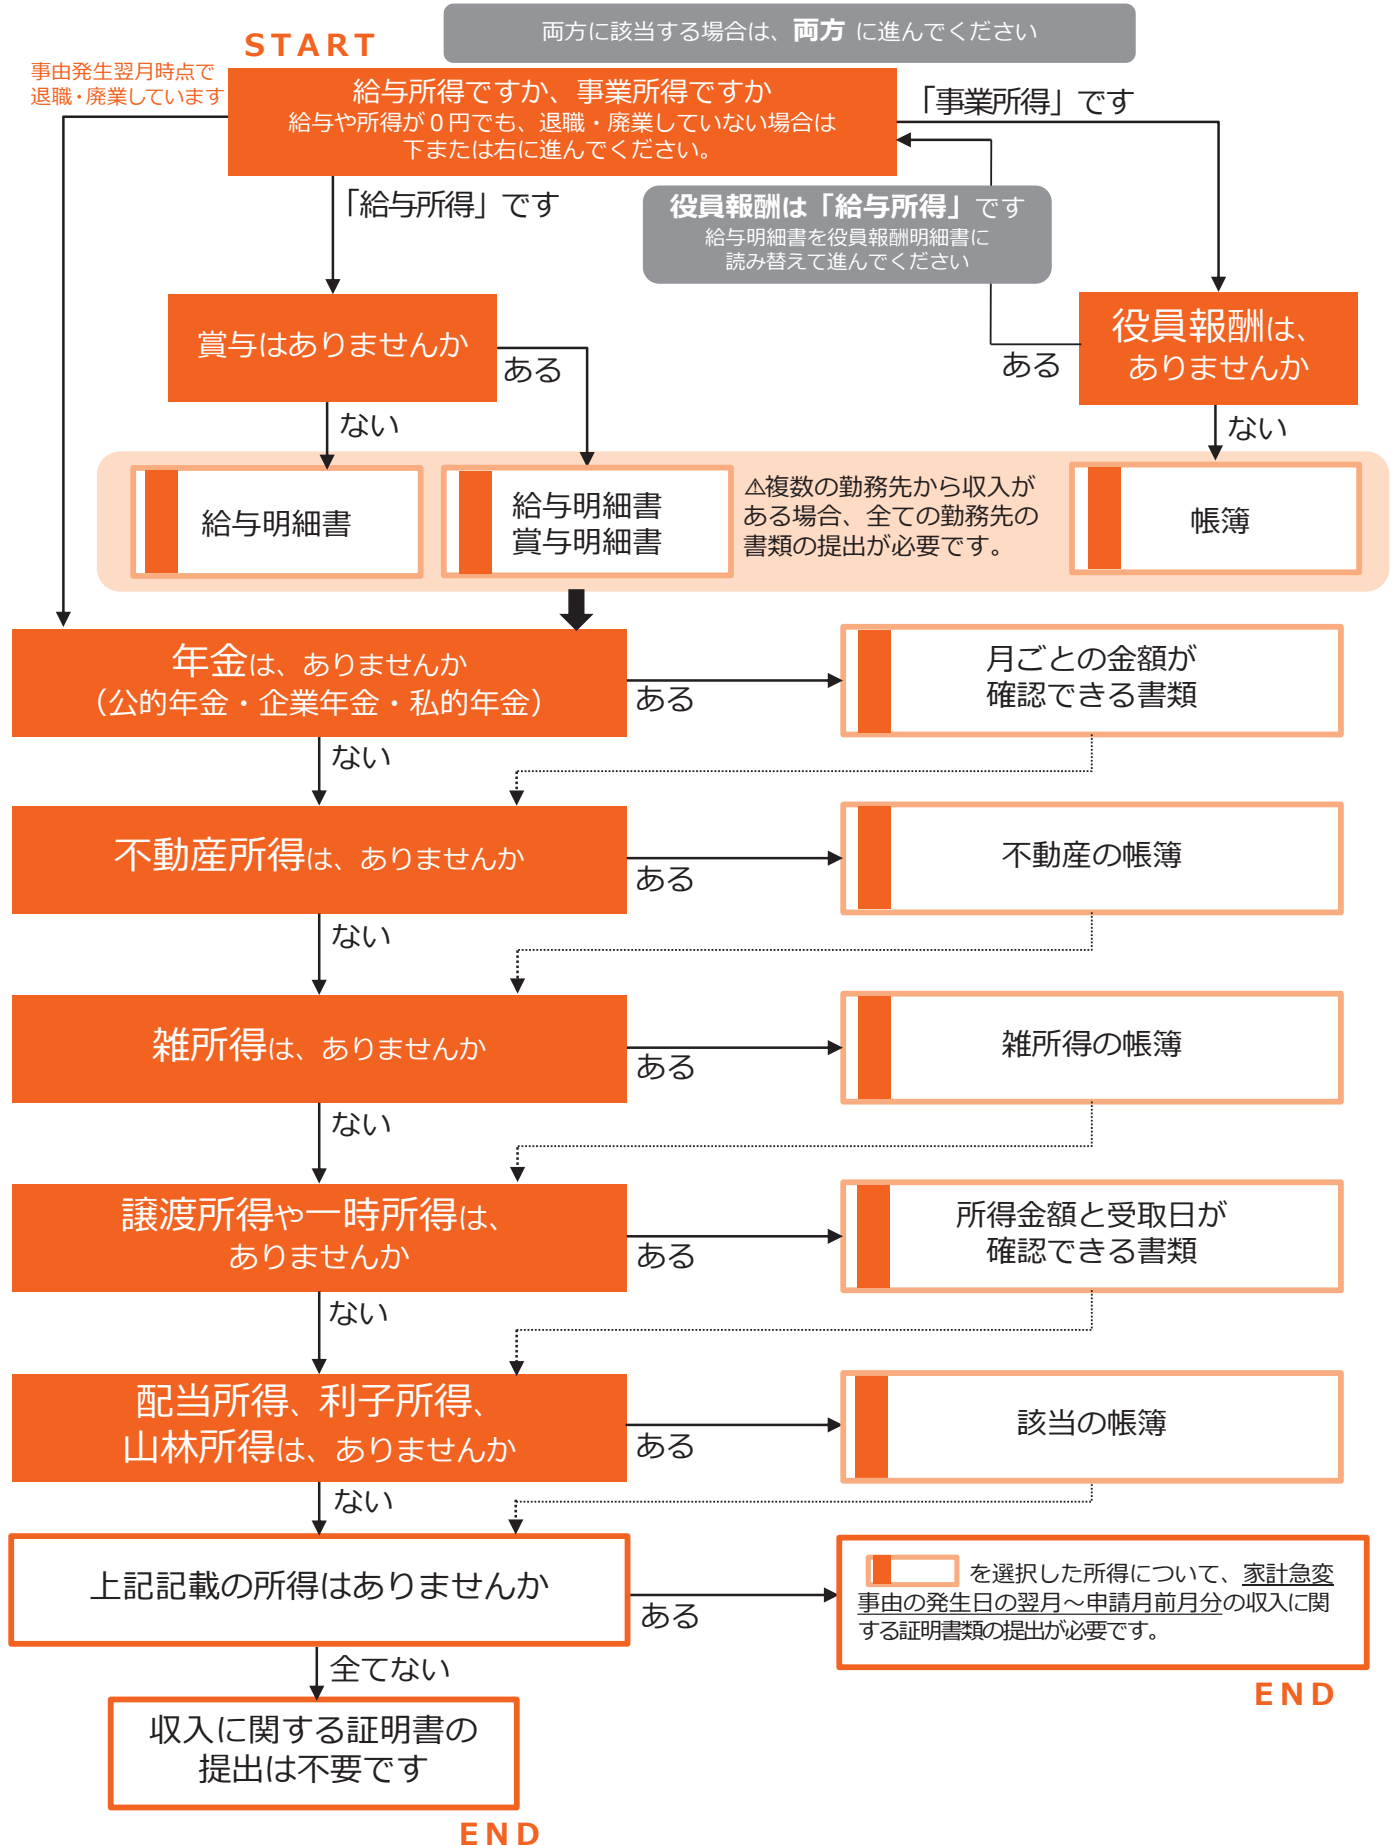 両方に該当する場合は、両方 に進んでください
START
事由発生翌月時点で
退職・廃業しています
給与所得ですか、事業所得ですか
給与や所得が０円でも、退職・廃業していない場合は
下または右に進んでください。
「事業所得」です
「給与所得」です
役員報酬は「給与所得」です
給与明細書を役員報酬明細書に
読み替えて進んでください
賞与はありませんか
ある
役員報酬は、
ありませんか
ある
ない
ない
給与明細書
給与明細書
賞与明細書
⚠複数の勤務先から収入が
ある場合、全ての勤務先の
書類の提出が必要です。
帳簿
年金は、ありませんか
（公的年金・企業年金・私的年金）
ある
月ごとの金額が
確認できる書類
ない
不動産所得は、ありませんか
ある
不動産の帳簿
ない
雑所得は、ありませんか
ある
雑所得の帳簿
ない
譲渡所得や一時所得は、
ありませんか
ある
所得金額と受取日が
確認できる書類
ない
配当所得、利子所得、
山林所得は、ありませんか
ある
該当の帳簿
ない
上記記載の所得はありませんか
ある
を選択した所得について、家計急変
事由の発生日の翌月～申請月前月分の収入に関
する証明書類の提出が必要です。
END
全てない
収入に関する証明書の
提出は不要です
END